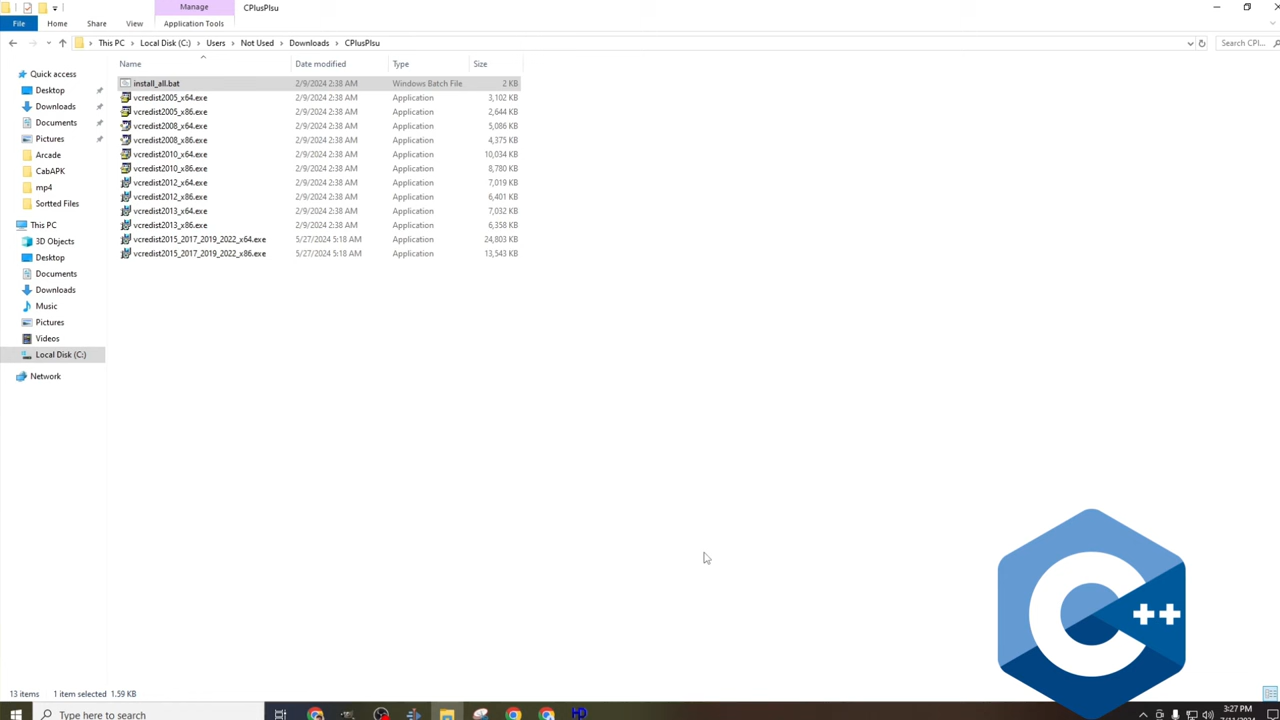 Manage CPlusPlsu
File Home Share View Application Tools
This PC Local Disk (C:) Users Not Used Downloads CPlusPlsu Search CPl...
Name Date modified Type Size
Quick access
Desktop
Downloads
Documents
Pictures
Arcade
CabAPK
mp4
Sortted Files
This PC
3D Objects
Desktop
Documents
Downloads
Music
Pictures
Videos
Local Disk (C:)
Network
install_all.bat 2/9/2024 2:38 AM Windows Batch File 2 KB
vcredist2005_x64.exe 2/9/2024 2:38 AM Application 3,102 KB
vcredist2005_x86.exe 2/9/2024 2:38 AM Application 2,644 KB
vcredist2008_x64.exe 2/9/2024 2:38 AM Application 5,086 KB
vcredist2008_x86.exe 2/9/2024 2:38 AM Application 4,375 KB
vcredist2010_x64.exe 2/9/2024 2:38 AM Application 10,034 KB
vcredist2010_x86.exe 2/9/2024 2:38 AM Application 8,780 KB
vcredist2012_x64.exe 2/9/2024 2:38 AM Application 7,019 KB
vcredist2012_x86.exe 2/9/2024 2:38 AM Application 6,401 KB
vcredist2013_x64.exe 2/9/2024 2:38 AM Application 7,032 KB
vcredist2013_x86.exe 2/9/2024 2:38 AM Application 6,358 KB
vcredist2015_2017_2019_2022_x64.exe 5/27/2024 5:18 AM Application 24,803 KB
vcredist2015_2017_2019_2022_x86.exe 5/27/2024 5:18 AM Application 13,543 KB
C++
13 items 1 item selected 1.59 KB
Type here to search HD 3:27 PM